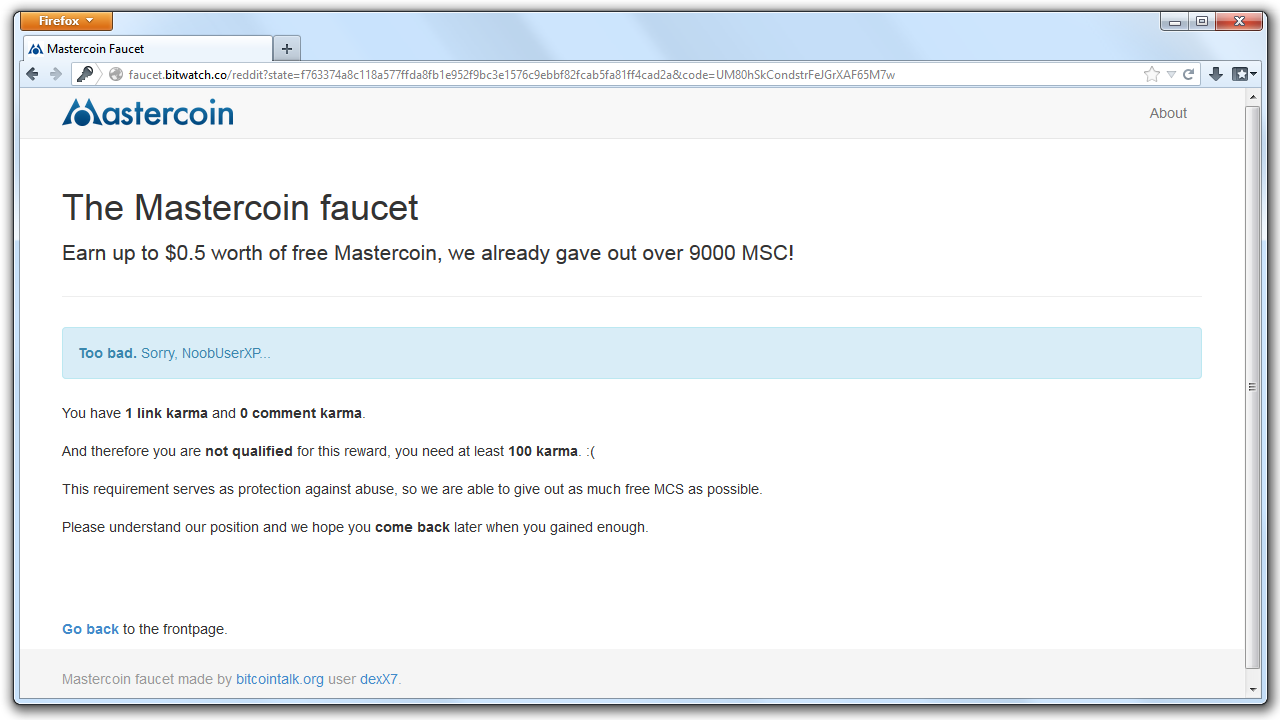 Firefox
Mastercoin Faucet
faucet.bitwatch.co/reddit?state=f763374a8c118a577ffda8fb1e952f9bc3e1576c9ebbf82fcab5fa81ff4cad2a&code=UM80hSkCondstrFeJGrXAF65M7w
Mastercoin
About
The Mastercoin faucet
Earn up to $0.5 worth of free Mastercoin, we already gave out over 9000 MSC!
Too bad. Sorry, NoobUserXP...
You have 1 link karma and 0 comment karma.
And therefore you are not qualified for this reward, you need at least 100 karma. :(
This requirement serves as protection against abuse, so we are able to give out as much free MCS as possible.
Please understand our position and we hope you come back later when you gained enough.
Go back to the frontpage.
Mastercoin faucet made by bitcointalk.org user dexX7.